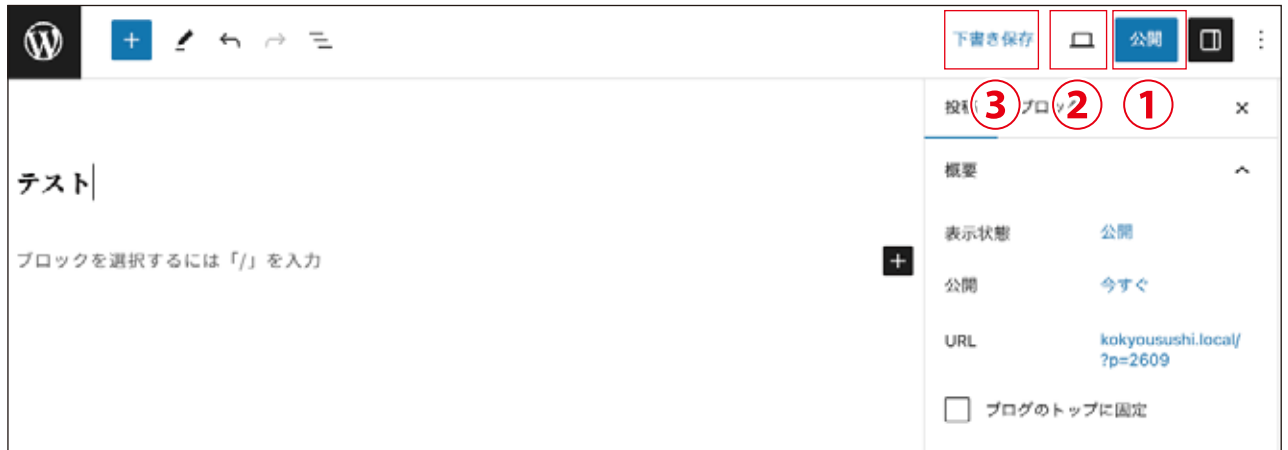 下書き保存
公開
③ ② ①
投稿 ブロック
テスト
概要
表示状態 公開
ブロックを選択するには「/」を入力
公開 今すぐ
URL kokyousushi.local/
?p=2609
ブログのトップに固定